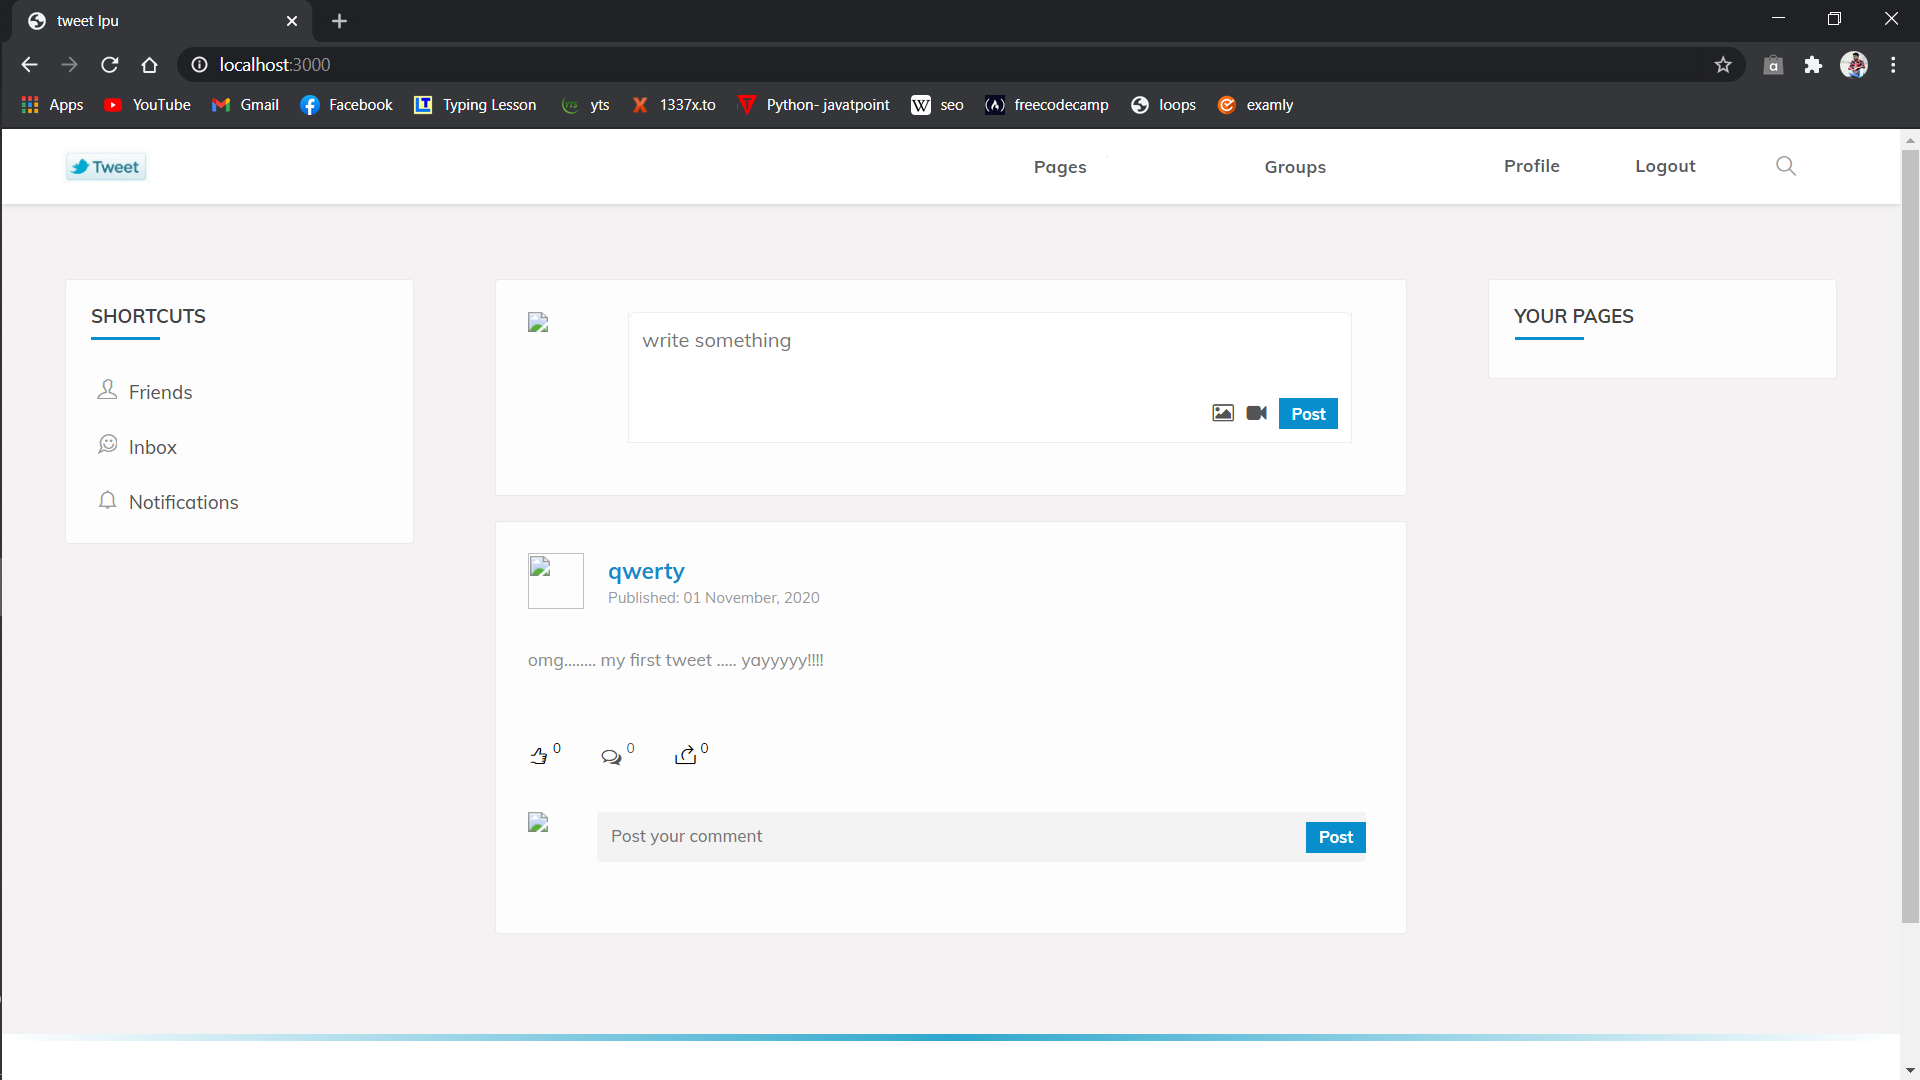 tweet lpu
localhost:3000
Apps YouTube Gmail Facebook Typing Lesson yts 1337x.to Python- javatpoint seo freecodecamp loops examly
Tweet Pages Groups Profile Logout
SHORTCUTS
Friends
Inbox
Notifications
write something
Post
qwerty
Published: 01 November, 2020
omg........ my first tweet ..... yayyyyy!!!!
0 0 0
Post your comment Post
YOUR PAGES